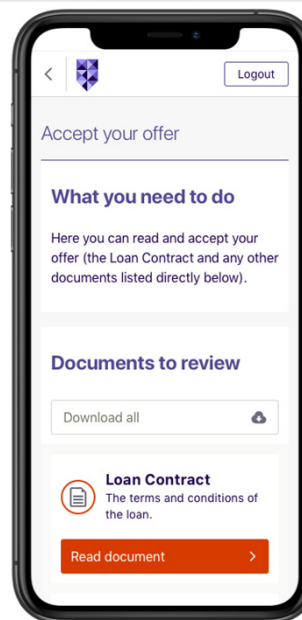 Logout
Accept your offer
What you need to do
Here you can read and accept your
offer (the Loan Contract and any other
documents listed directly below).
Documents to review
Download all
Loan Contract
The terms and conditions of
the loan.
Read document